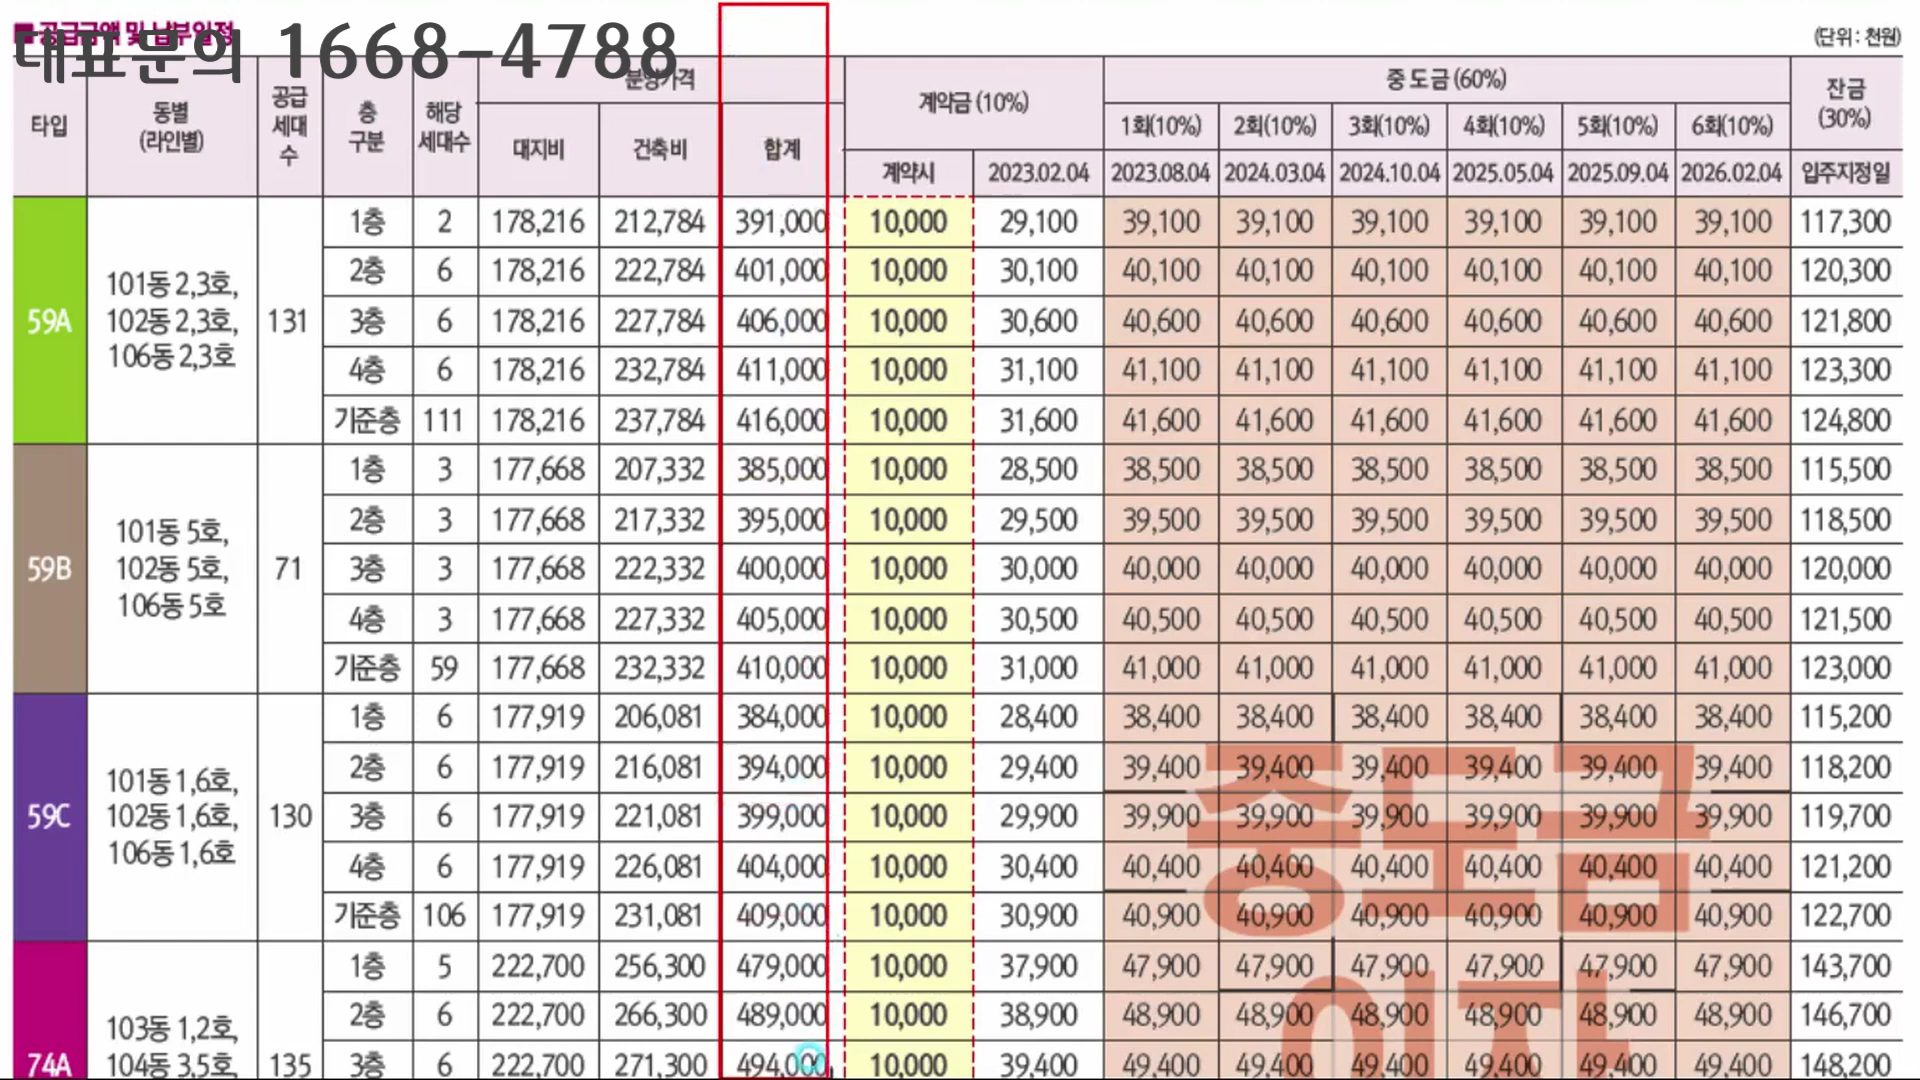 ■ 공급금액 및 납부일정
대표문의 1668-4788
(단위 : 천원)
타입 동별 (라인별) 공급 세대 수 층 구분 해당 세대수 분양가격 계약금 (10%) 중도금 (60%) 잔금 (30%)
대지비 건축비 합계 1회(10%) 2회(10%) 3회(10%) 4회(10%) 5회(10%) 6회(10%)
계약시 2023.02.04 2023.08.04 2024.03.04 2024.10.04 2025.05.04 2025.09.04 2026.02.04 입주지정일
59A
101동 2,3호,
102동 2,3호,
106동 2,3호
131
1층 2 178,216 212,784 391,000 10,000 29,100 39,100 39,100 39,100 39,100 39,100 39,100 117,300
2층 6 178,216 222,784 401,000 10,000 30,100 40,100 40,100 40,100 40,100 40,100 40,100 120,300
3층 6 178,216 227,784 406,000 10,000 30,600 40,600 40,600 40,600 40,600 40,600 40,600 121,800
4층 6 178,216 232,784 411,000 10,000 31,100 41,100 41,100 41,100 41,100 41,100 41,100 123,300
기준층 111 178,216 237,784 416,000 10,000 31,600 41,600 41,600 41,600 41,600 41,600 41,600 124,800
59B
101동 5호,
102동 5호,
106동 5호
71
1층 3 177,668 207,332 385,000 10,000 28,500 38,500 38,500 38,500 38,500 38,500 38,500 115,500
2층 3 177,668 217,332 395,000 10,000 29,500 39,500 39,500 39,500 39,500 39,500 39,500 118,500
3층 3 177,668 222,332 400,000 10,000 30,000 40,000 40,000 40,000 40,000 40,000 40,000 120,000
4층 3 177,668 227,332 405,000 10,000 30,500 40,500 40,500 40,500 40,500 40,500 40,500 121,500
기준층 59 177,668 232,332 410,000 10,000 31,000 41,000 41,000 41,000 41,000 41,000 41,000 123,000
59C
101동 1,6호,
102동 1,6호,
106동 1,6호
130
1층 6 177,919 206,081 384,000 10,000 28,400 38,400 38,400 38,400 38,400 38,400 38,400 115,200
2층 6 177,919 216,081 394,000 10,000 29,400 39,400 39,400 39,400 39,400 39,400 39,400 118,200
3층 6 177,919 221,081 399,000 10,000 29,900 39,900 39,900 39,900 39,900 39,900 39,900 119,700
4층 6 177,919 226,081 404,000 10,000 30,400 40,400 40,400 40,400 40,400 40,400 40,400 121,200
기준층 106 177,919 231,081 409,000 10,000 30,900 40,900 40,900 40,900 40,900 40,900 40,900 122,700
중도금
74A
103동 1,2호,
104동 3,5호,
135
1층 5 222,700 256,300 479,000 10,000 37,900 47,900 47,900 47,900 47,900 47,900 47,900 143,700
2층 6 222,700 266,300 489,000 10,000 38,900 48,900 48,900 48,900 48,900 48,900 48,900 146,700
3층 6 222,700 271,300 494,000 10,000 39,400 49,400 49,400 49,400 49,400 49,400 49,400 148,200
이자